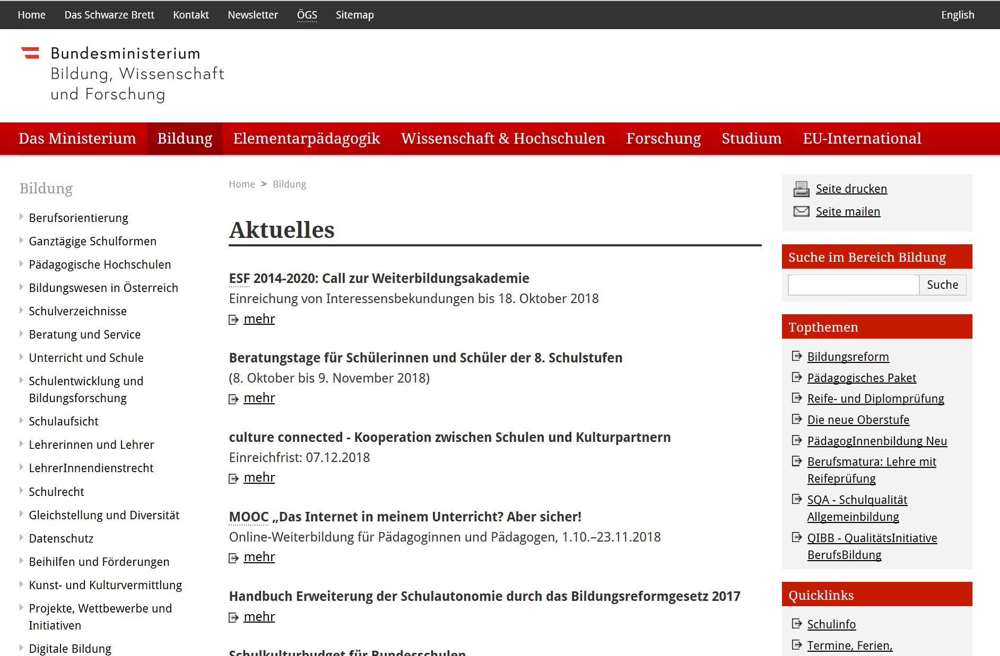 Home Das Schwarze Brett Kontakt Newsletter ÖGS Sitemap English
Bundesministerium
Bildung, Wissenschaft
und Forschung
Das Ministerium Bildung Elementarpädagogik Wissenschaft & Hochschulen Forschung Studium EU-International
Bildung
Berufsorientierung
Ganztägige Schulformen
Pädagogische Hochschulen
Bildungswesen in Österreich
Schulverzeichnisse
Beratung und Service
Unterricht und Schule
Schulentwicklung und
Bildungsforschung
Schulaufsicht
Lehrerinnen und Lehrer
LehrerInnendienstrecht
Schulrecht
Gleichstellung und Diversität
Datenschutz
Beihilfen und Förderungen
Kunst- und Kulturvermittlung
Projekte, Wettbewerbe und
Initiativen
Digitale Bildung
Home > Bildung
Aktuelles
ESF 2014-2020: Call zur Weiterbildungsakademie
Einreichung von Interessensbekundungen bis 18. Oktober 2018
mehr
Beratungstage für Schülerinnen und Schüler der 8. Schulstufen
(8. Oktober bis 9. November 2018)
mehr
culture connected - Kooperation zwischen Schulen und Kulturpartnern
Einreichfrist: 07.12.2018
mehr
MOOC „Das Internet in meinem Unterricht? Aber sicher!
Online-Weiterbildung für Pädagoginnen und Pädagogen, 1.10.–23.11.2018
mehr
Handbuch Erweiterung der Schulautonomie durch das Bildungsreformgesetz 2017
mehr
Schulkulturbudget für Bundesschulen
Seite drucken
Seite mailen
Suche im Bereich Bildung
Suche
Topthemen
Bildungsreform
Pädagogisches Paket
Reife- und Diplomprüfung
Die neue Oberstufe
PädagogInnenbildung Neu
Berufsmatura: Lehre mit
Reifeprüfung
SQA - Schulqualität
Allgemeinbildung
QIBB - QualitätsInitiative
BerufsBildung
Quicklinks
Schulinfo
Termine, Ferien,